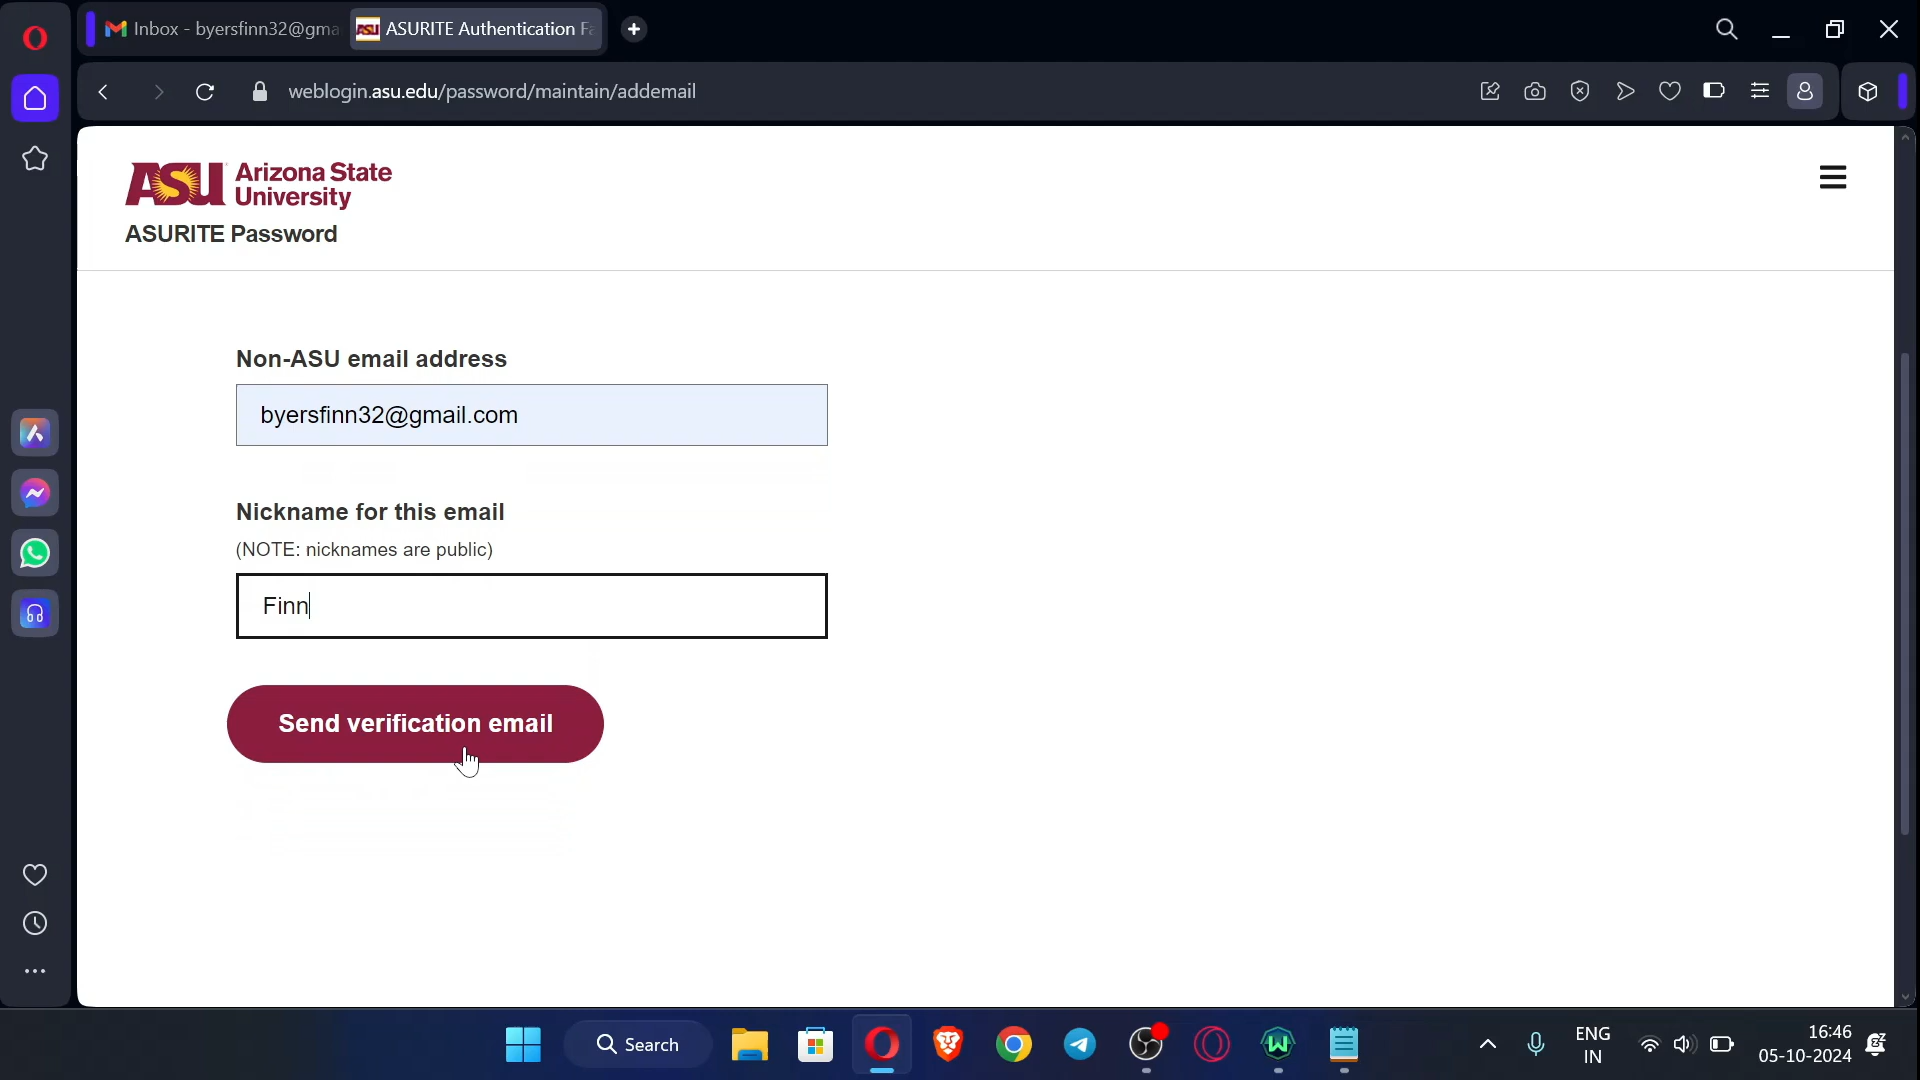 Inbox - byersfinn32@gma
ASURITE Authentication Fa
weblogin.asu.edu/password/maintain/addemail
ASU Arizona State University
ASURITE Password
Non-ASU email address
byersfinn32@gmail.com
Nickname for this email
(NOTE: nicknames are public)
Finn
Send verification email
Search
ENG
IN
16:46
05-10-2024